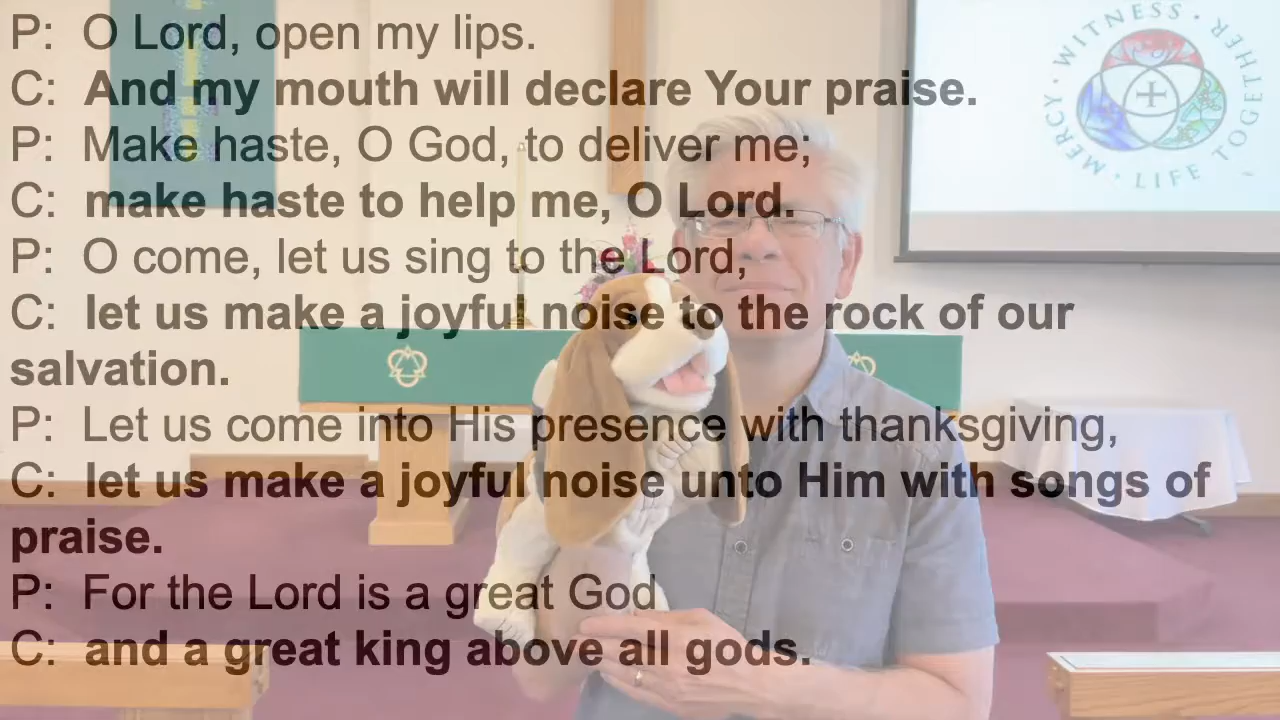 P: O Lord, open my lips.
C: And my mouth will declare Your praise.
P: Make haste, O God, to deliver me;
C: make haste to help me, O Lord.
P: O come, let us sing to the Lord,
C: let us make a joyful noise to the rock of our
salvation.
P: Let us come into His presence with thanksgiving,
C: let us make a joyful noise unto Him with songs of
praise.
P: For the Lord is a great God
C: and a great king above all gods.
WITNESS · MERCY · LIFE TOGETHER ·